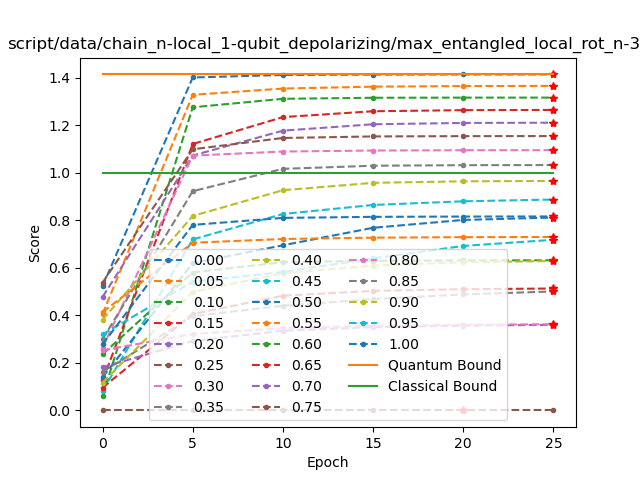 script/data/chain_n-local_1-qubit_depolarizing/max_entangled_local_rot_n-3
Score
1.4
1.2
1.0
0.8
0.6
0.4
0.2
0.0
0.00 0.40 0.80
0.05 0.45 0.85
0.10 0.50 0.90
0.15 0.55 0.95
0.20 0.60 1.00
0.25 0.65 Quantum Bound
0.30 0.70 Classical Bound
0.35 0.75
0 5 10 15 20 25
Epoch